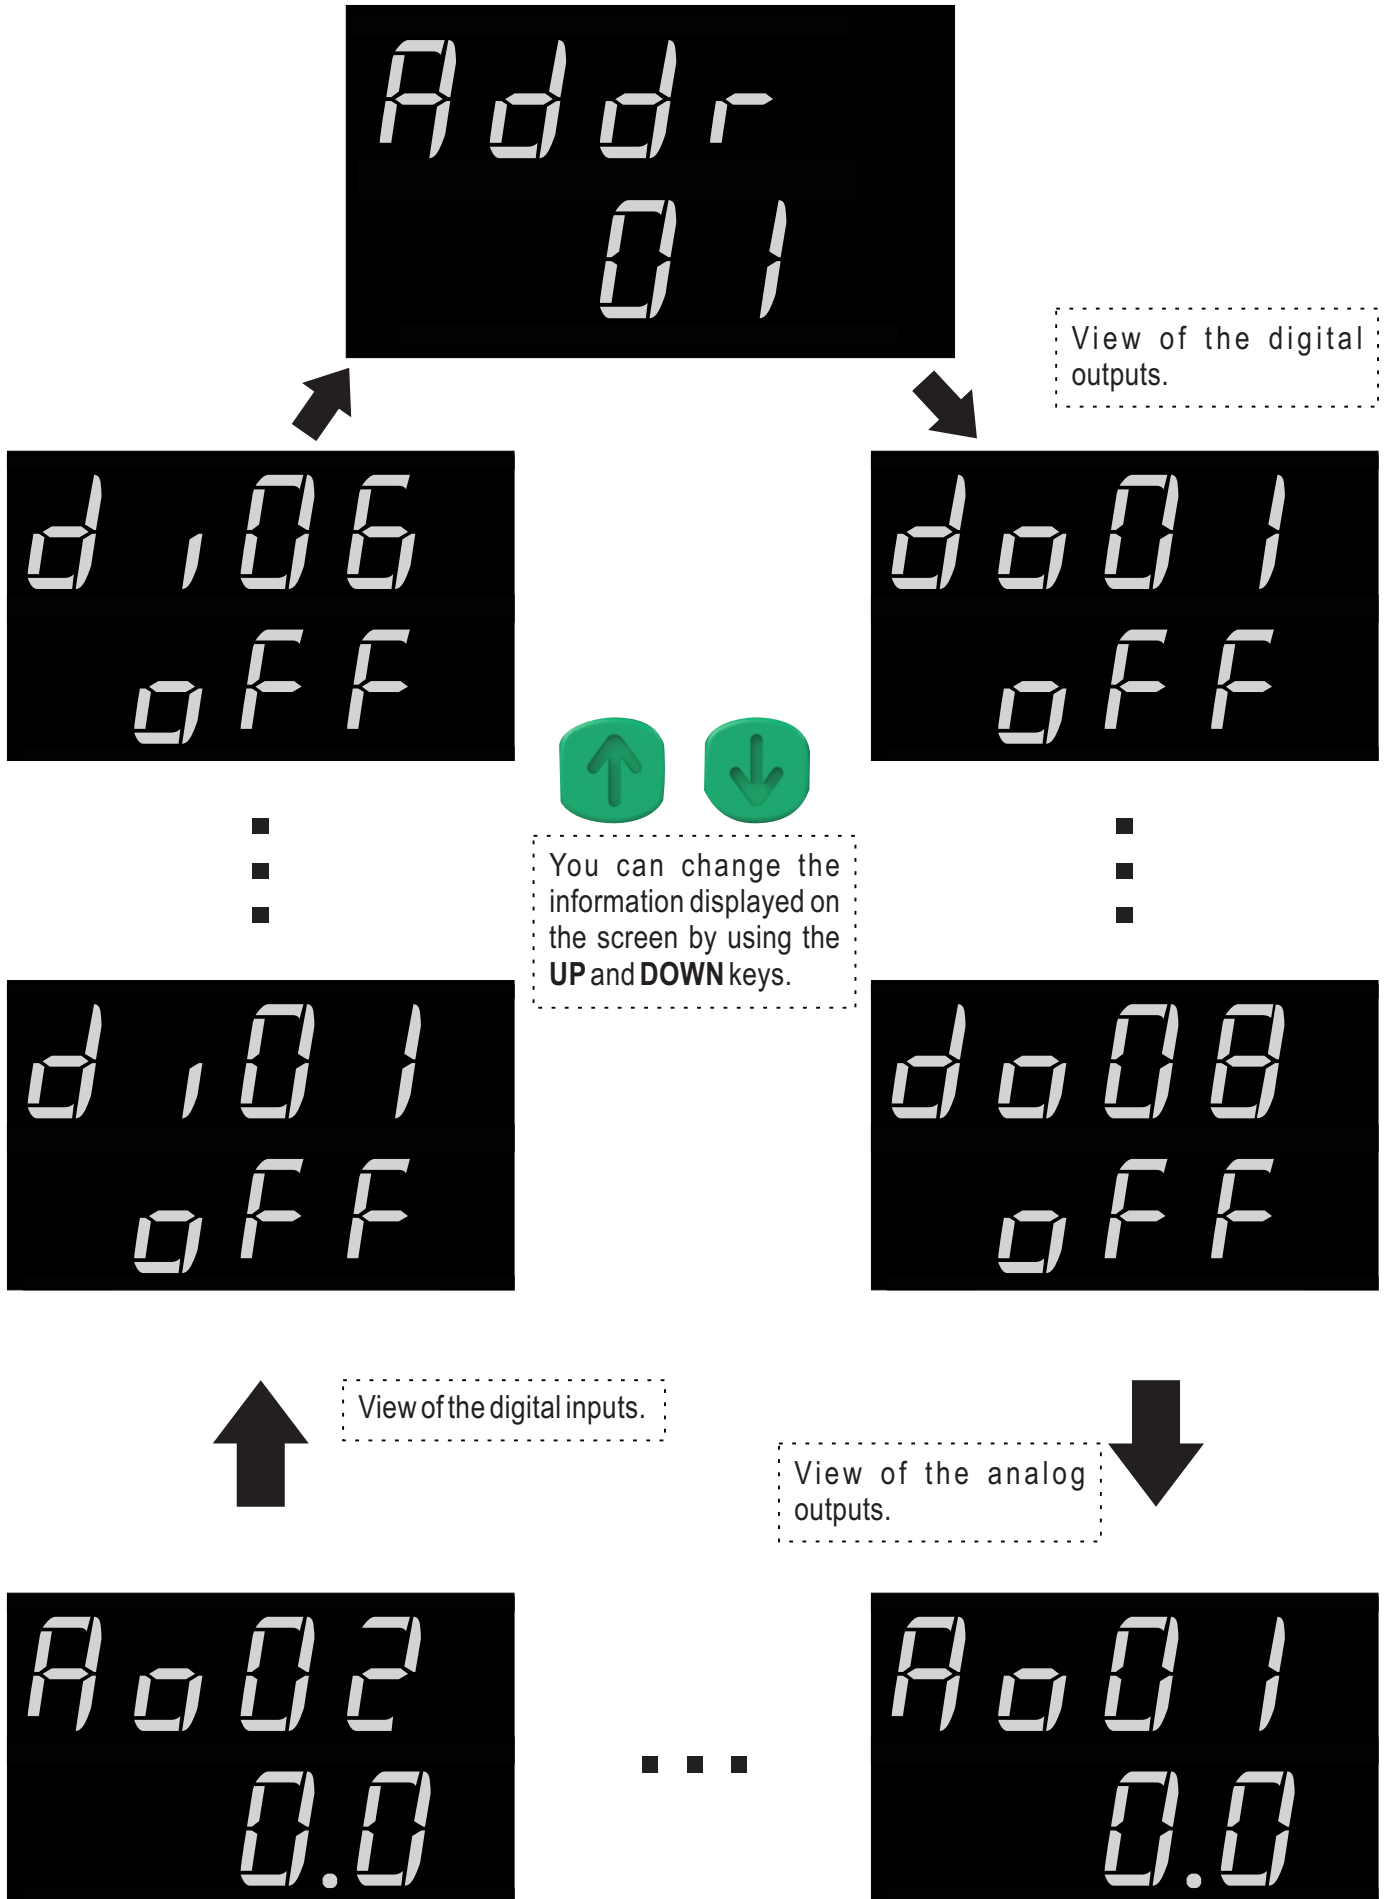 Addr
01
View of the digital
outputs.
di06
oFF
do01
oFF
You can change the
information displayed on
the screen by using the
UP and DOWN keys.
di01
oFF
do08
oFF
View of the digital inputs.
View of the analog
outputs.
Ao02
0.0
Ao01
0.0